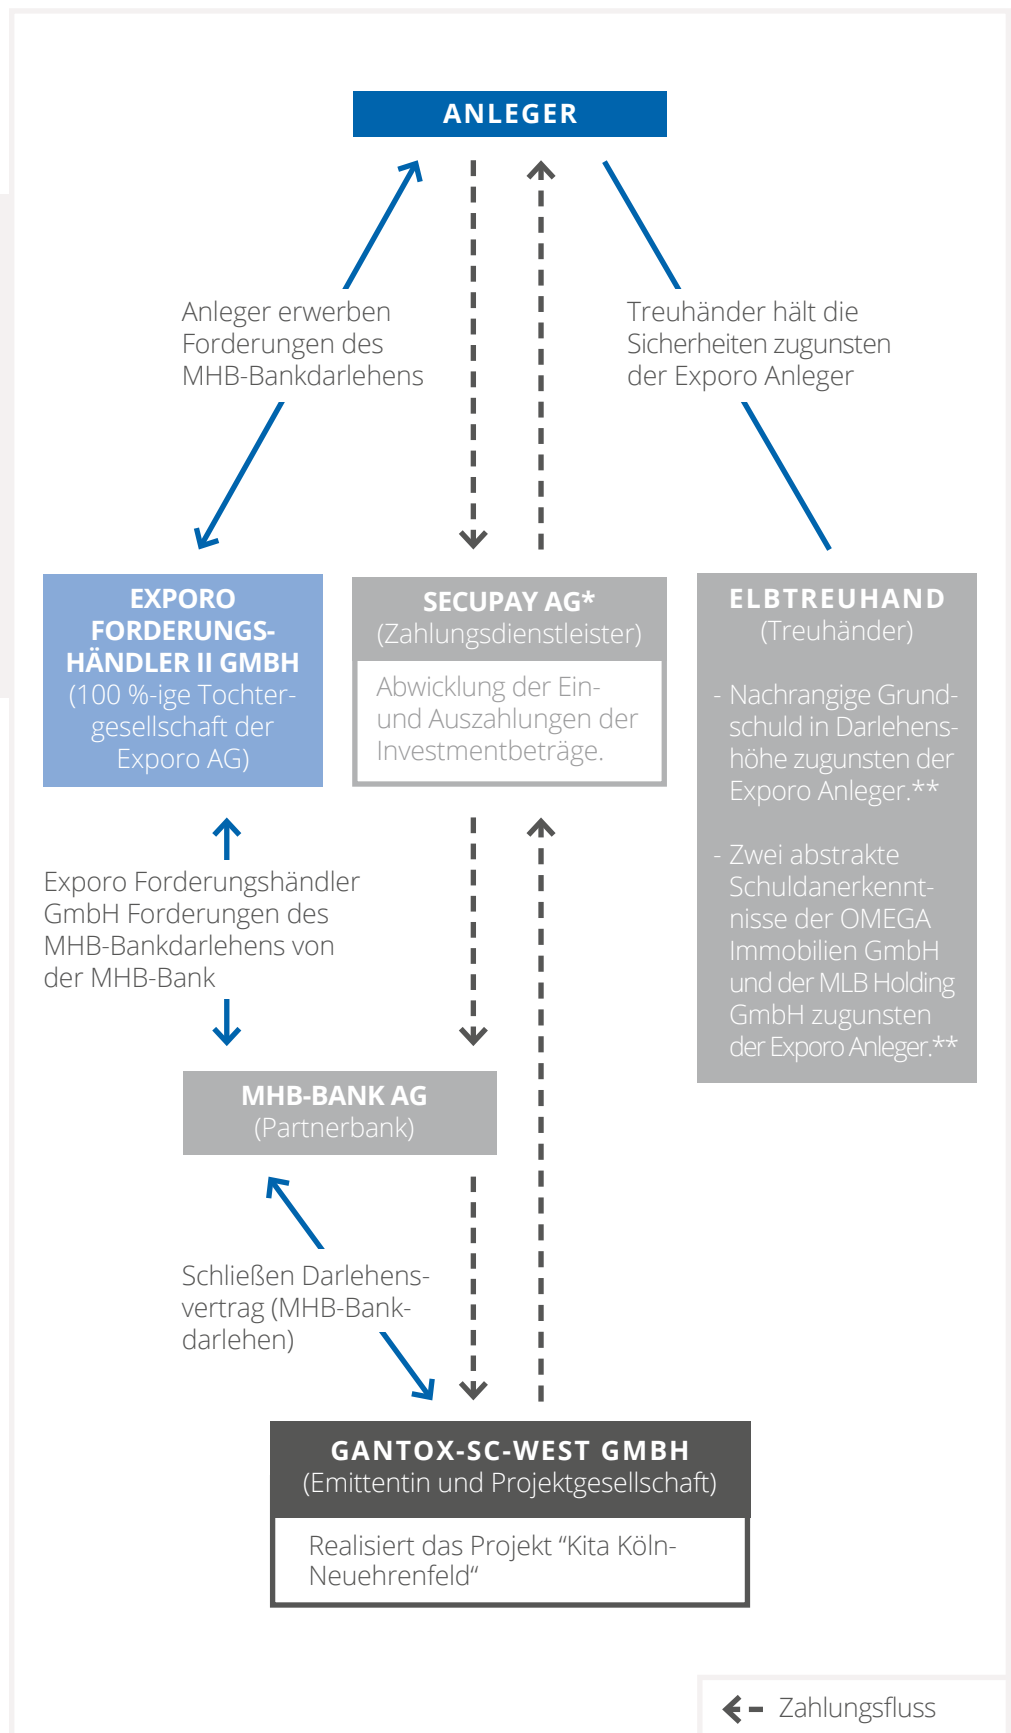 ANLEGER
Anleger erwerben
Forderungen des
MHB-Bankdarlehens
Treuhänder hält die
Sicherheiten zugunsten
der Exporo Anleger
EXPORO
FORDERUNGS-
HÄNDLER II GMBH
(100 %-ige Tochter-
gesellschaft der
Exporo AG)
SECUPAY AG*
(Zahlungsdienstleister)
Abwicklung der Ein-
und Auszahlungen der
Investmentbeträge.
ELBTREUHAND
(Treuhänder)
- Nachrangige Grund-
schuld in Darlehens-
höhe zugunsten der
Exporo Anleger.**
- Zwei abstrakte
Schuldanerkennt-
nisse der OMEGA
Immobilien GmbH
und der MLB Holding
GmbH zugunsten
der Exporo Anleger.**
Exporo Forderungshändler
GmbH Forderungen des
MHB-Bankdarlehens von
der MHB-Bank
MHB-BANK AG
(Partnerbank)
Schließen Darlehens-
vertrag (MHB-Bank-
darlehen)
GANTOX-SC-WEST GMBH
(Emittentin und Projektgesellschaft)
Realisiert das Projekt “Kita Köln-
Neuehrenfeld“
Zahlungsfluss